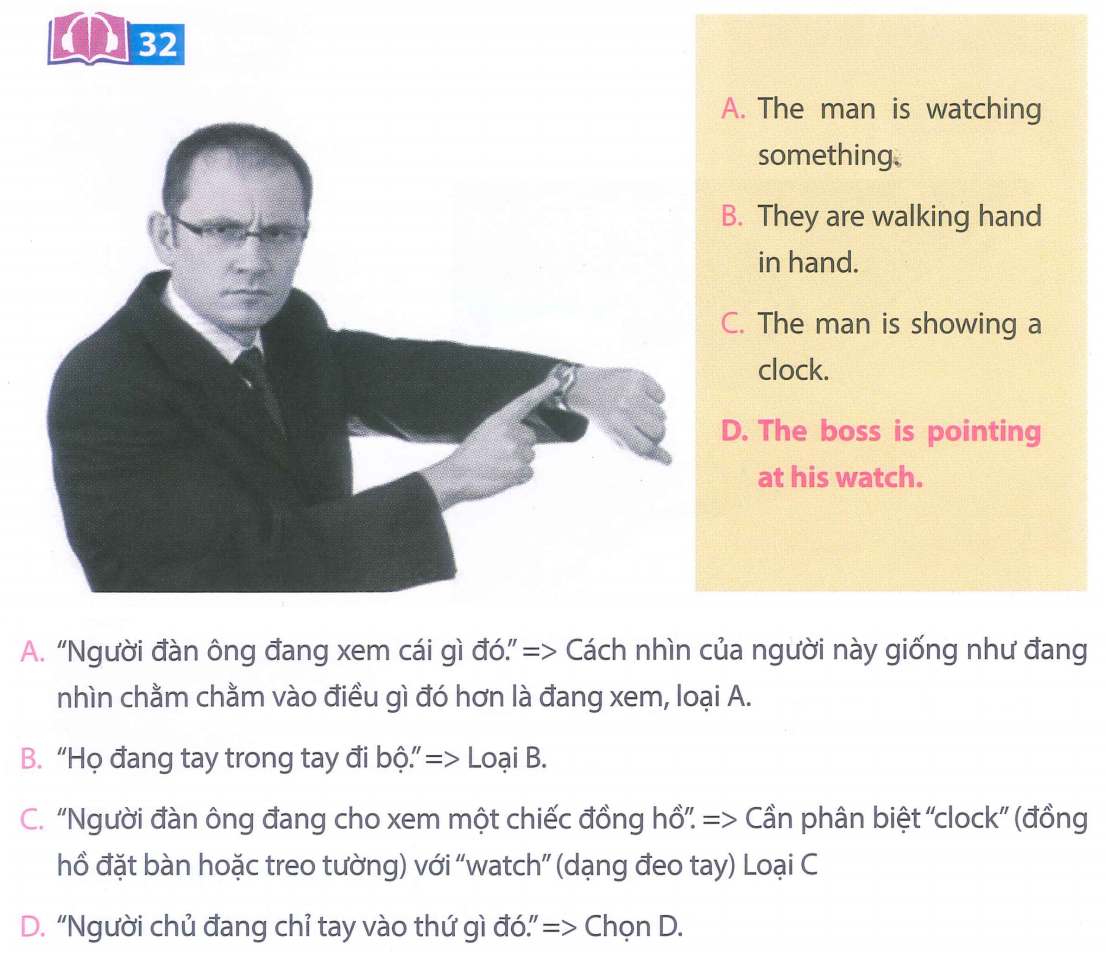 32
A. The man is watching
something.
B. They are walking hand
in hand.
C. The man is showing a
clock.
D. The boss is pointing
at his watch.
A. “Người đàn ông đang xem cái gì đó.” => Cách nhìn của người này giống như đang
nhìn chằm chằm vào điều gì đó hơn là đang xem, loại A.
B. “Họ đang tay trong tay đi bộ.” => Loại B.
C. “Người đàn ông đang cho xem một chiếc đồng hồ”. => Cần phân biệt “clock” (đồng
hồ đặt bàn hoặc treo tường) với “watch” (dạng đeo tay) Loại C
D. “Người chủ đang chỉ tay vào thứ gì đó.” => Chọn D.